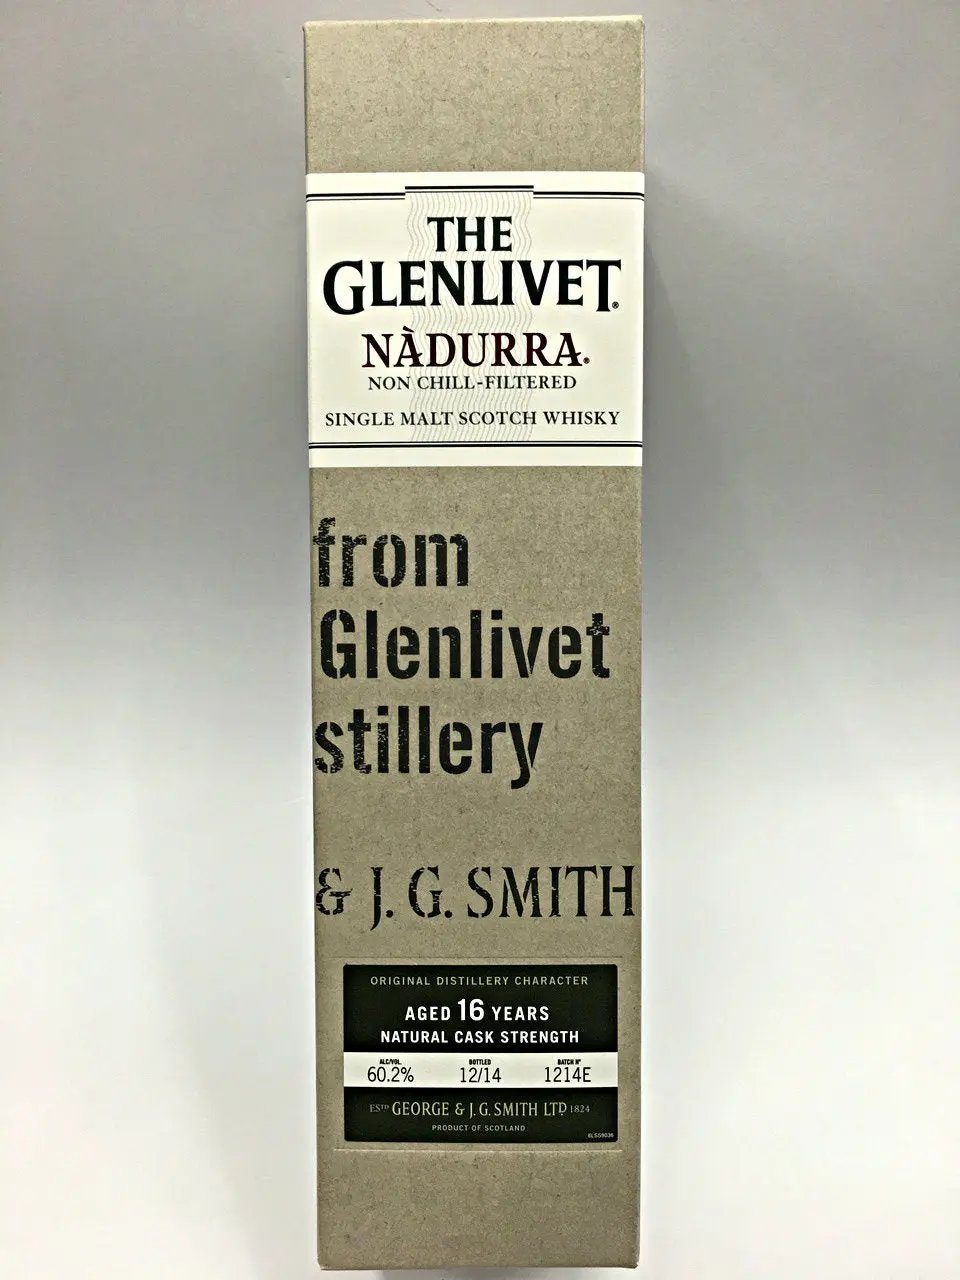 THE
GLENLIVET®
NÀDURRA®
NON CHILL-FILTERED
SINGLE MALT SCOTCH WHISKY
from
Glenlivet
stillery
& J. G. SMITH
ORIGINAL DISTILLERY CHARACTER
AGED 16 YEARS
NATURAL CASK STRENGTH
ALC/VOL. BOTTLED BATCH Nº
60.2% 12/14 1214E
ESTD GEORGE & J. G. SMITH LTD 1824
PRODUCT OF SCOTLAND